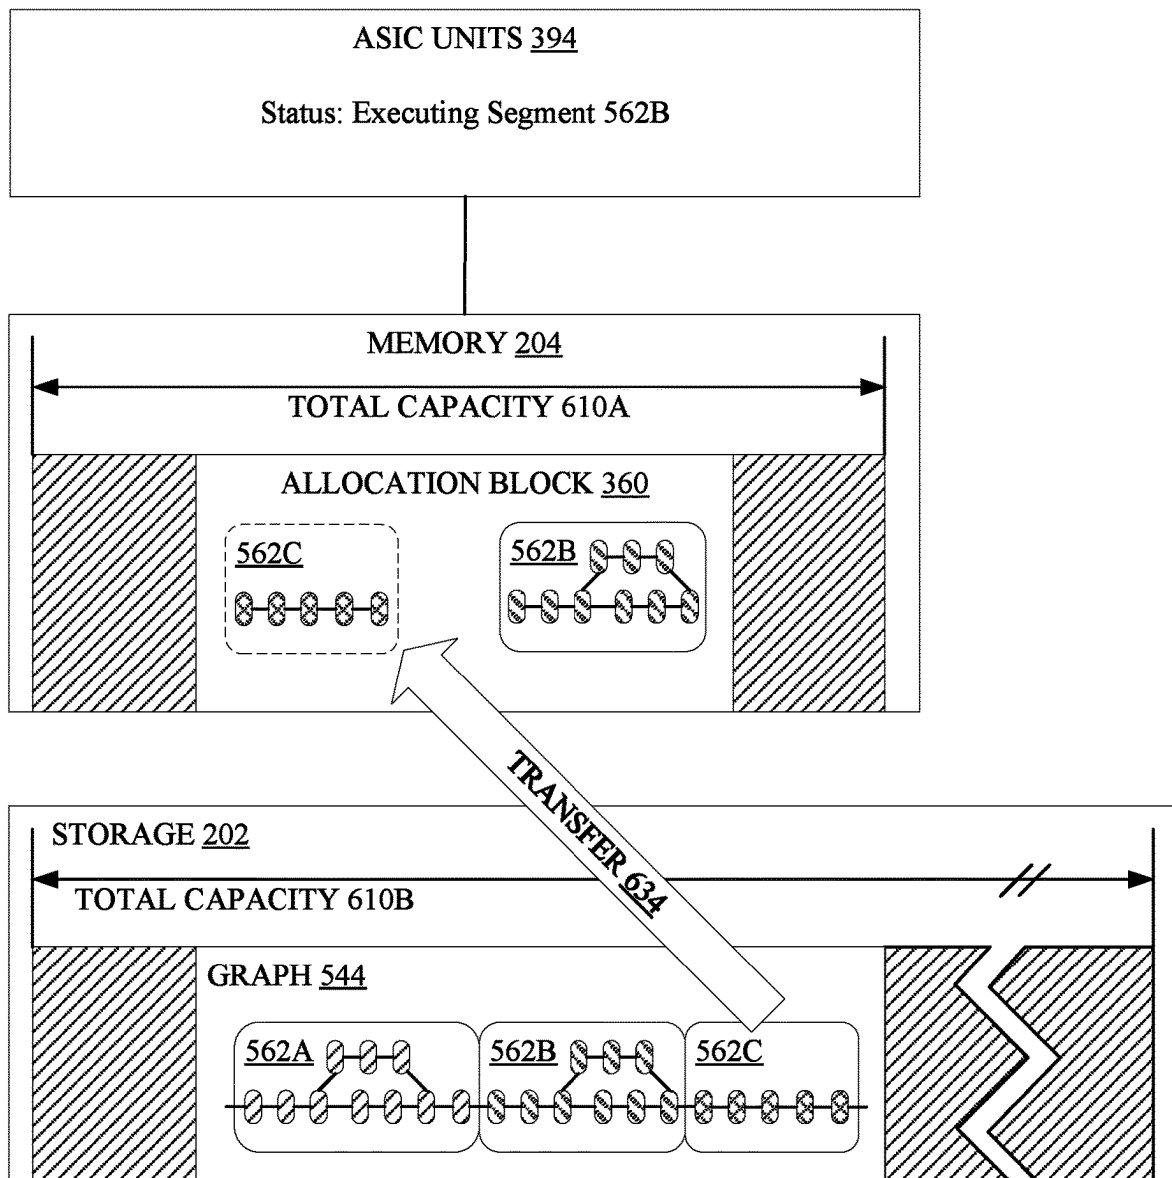 ASIC UNITS 394
Status: Executing Segment 562B
MEMORY 204
TOTAL CAPACITY 610A
ALLOCATION BLOCK 360
562C
562B
TRANSFER 634
STORAGE 202
TOTAL CAPACITY 610B
GRAPH 544
562A
562B
562C